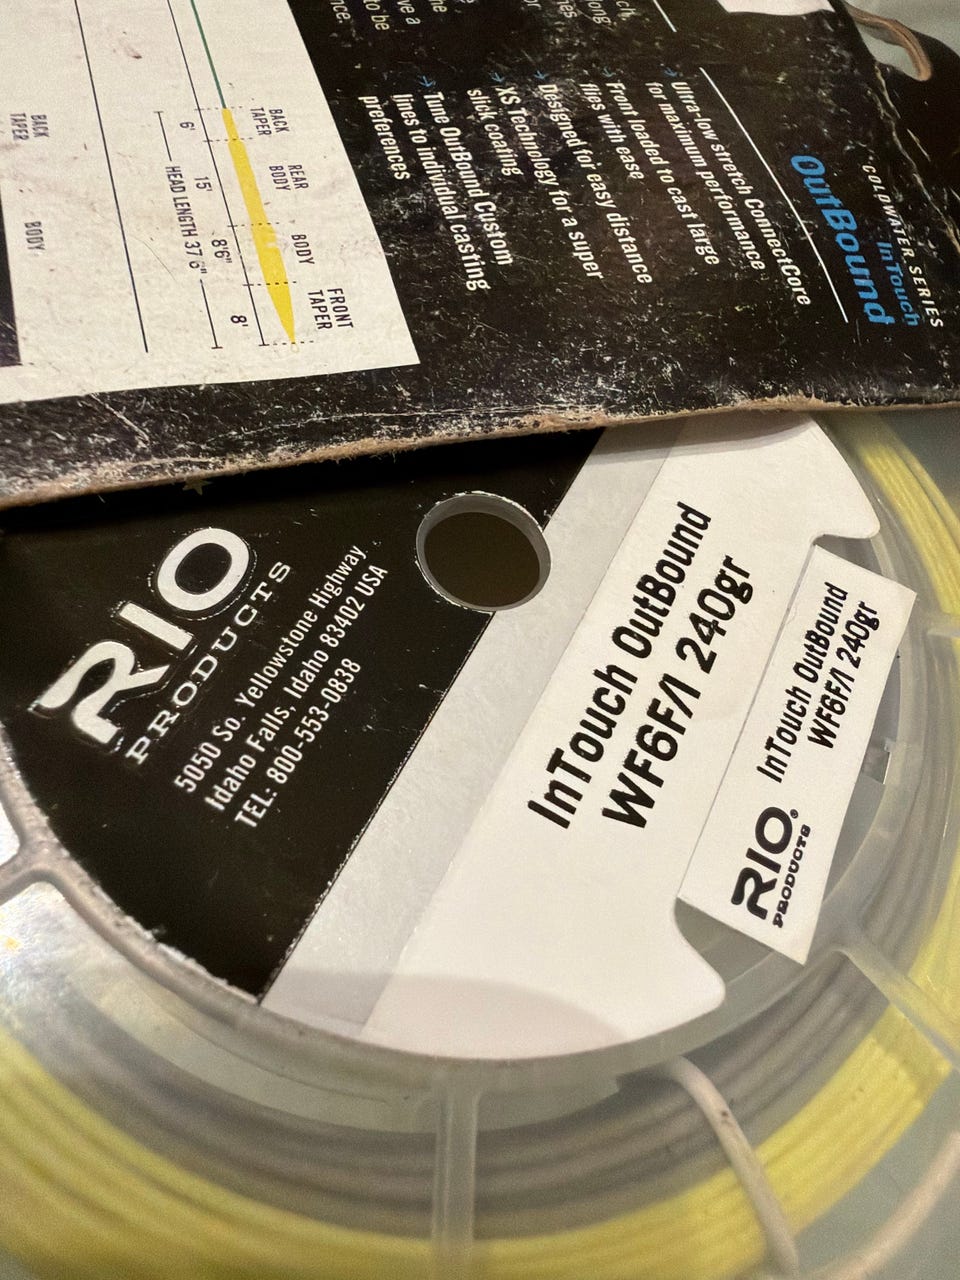 COLDWATER SERIES
InTouch
OutBound
Ultra-low stretch ConnectCore
for maximum performance
Front loaded to cast large
flies with ease
Designed for easy distance
XS Technology for a super
slick coating
Tune OutBound Custom
lines to individual casting
preferences
BACK
TAPER
REAR
BODY
BODY
FRONT
TAPER
6'
15'
8'6"
8'
HEAD LENGTH 37'6"
BACK
TAPER
BODY
RIO
PRODUCTS
5050 So. Yellowstone Highway
Idaho Falls, Idaho 83402 USA
TEL: 800-553-0838
InTouch OutBound
WF6F/I 240gr
InTouch OutBound
WF6F/I 240gr
RIO®
PRODUCTS